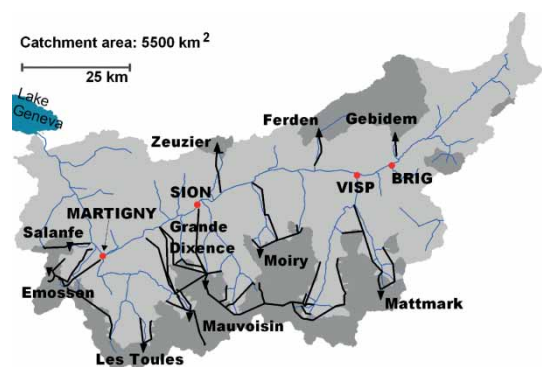 Catchment area: 5500 km²
25 km
Lake
Geneva
Ferden
Gebidem
Zeuzier
SION
VISP
BRIG
MARTIGNY
Salanfe
Grande
Dixence
Moiry
Emosson
Mattmark
Mauvoisin
Les Toules